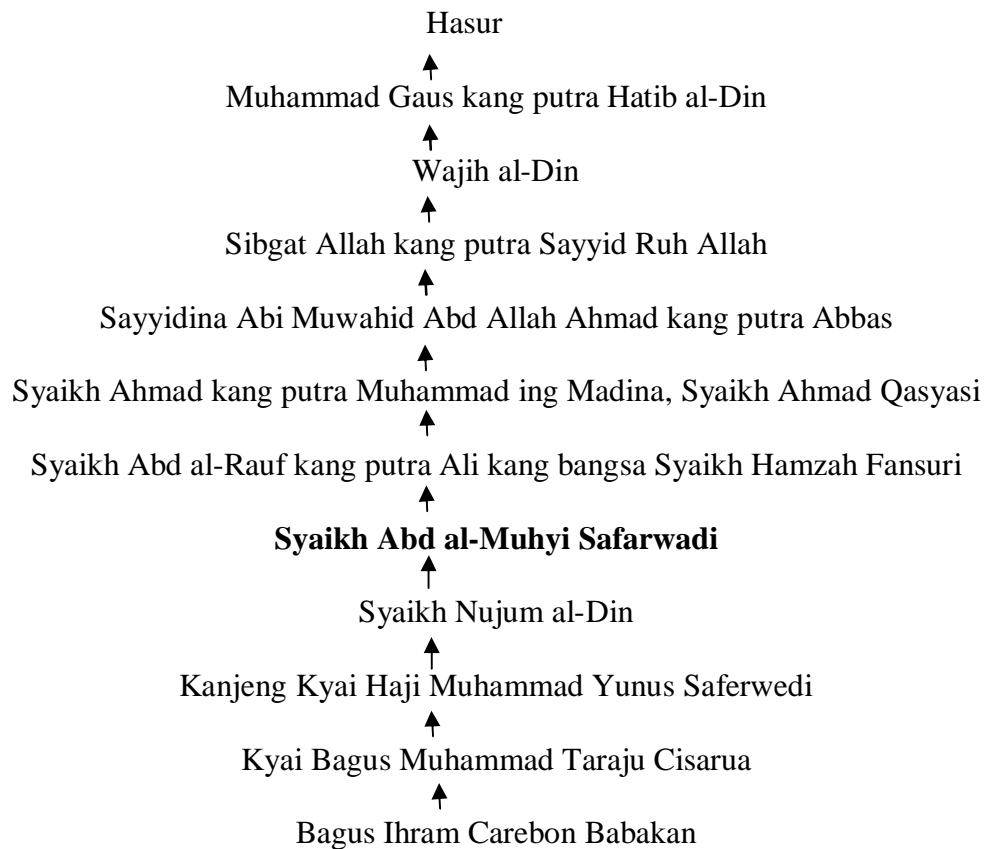 Hasur
Muhammad Gaus kang putra Hatib al-Din
Wajih al-Din
Sibgat Allah kang putra Sayyid Ruh Allah
Sayyidina Abi Muwahid Abd Allah Ahmad kang putra Abbas
Syaikh Ahmad kang putra Muhammad ing Madina, Syaikh Ahmad Qasyasi
Syaikh Abd al-Rauf kang putra Ali kang bangsa Syaikh Hamzah Fansuri
Syaikh Abd al-Muhyi Safarwadi
Syaikh Nujum al-Din
Kanjeng Kyai Haji Muhammad Yunus Saferwedi
Kyai Bagus Muhammad Taraju Cisarua
Bagus Ihram Carebon Babakan